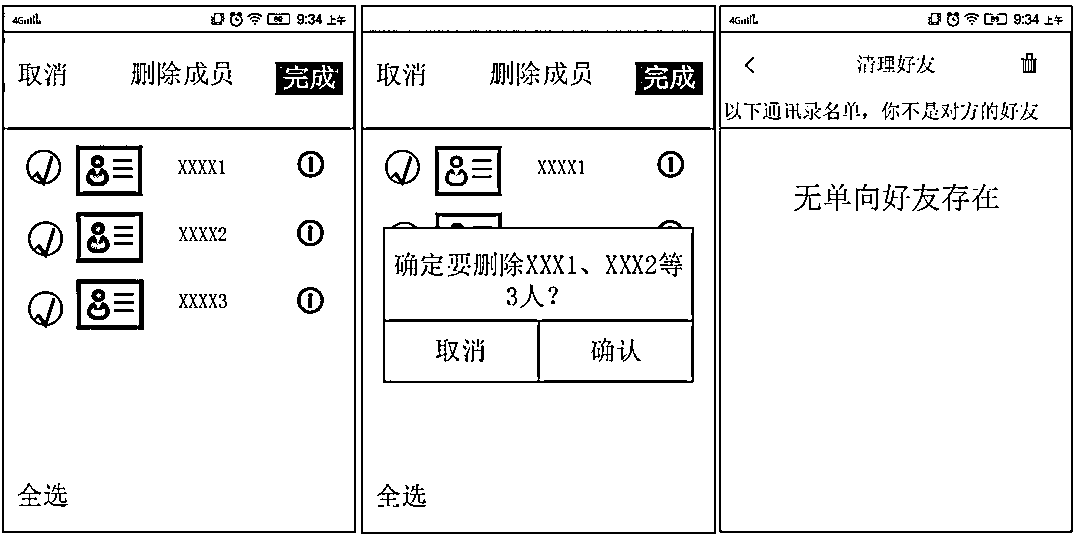 4G 9:34 上午
取消 删除成员 完成
XXXX1
XXXX2
XXXX3
全选
取消 删除成员 完成
XXXX1
确定要删除XXX1、XXX2等
3人？
取消 确认
全选
4G 9:34 上午
清理好友
以下通讯录名单，你不是对方的好友
无单向好友存在